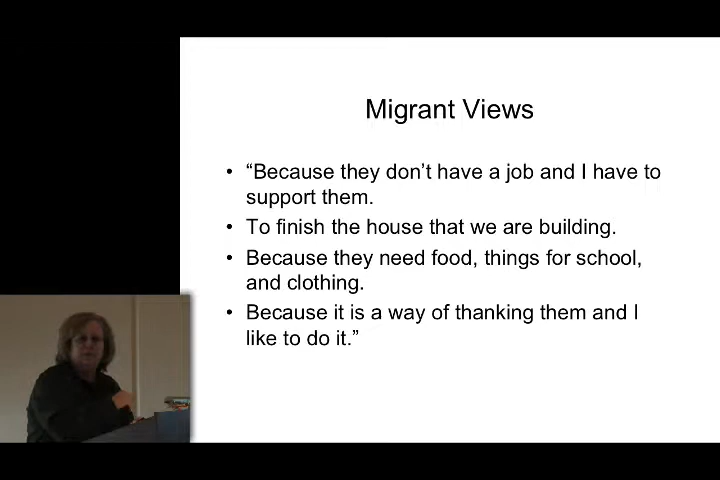 Migrant Views
• “Because they don’t have a job and I have to
support them.
• To finish the house that we are building.
• Because they need food, things for school,
and clothing.
• Because it is a way of thanking them and I
like to do it.”